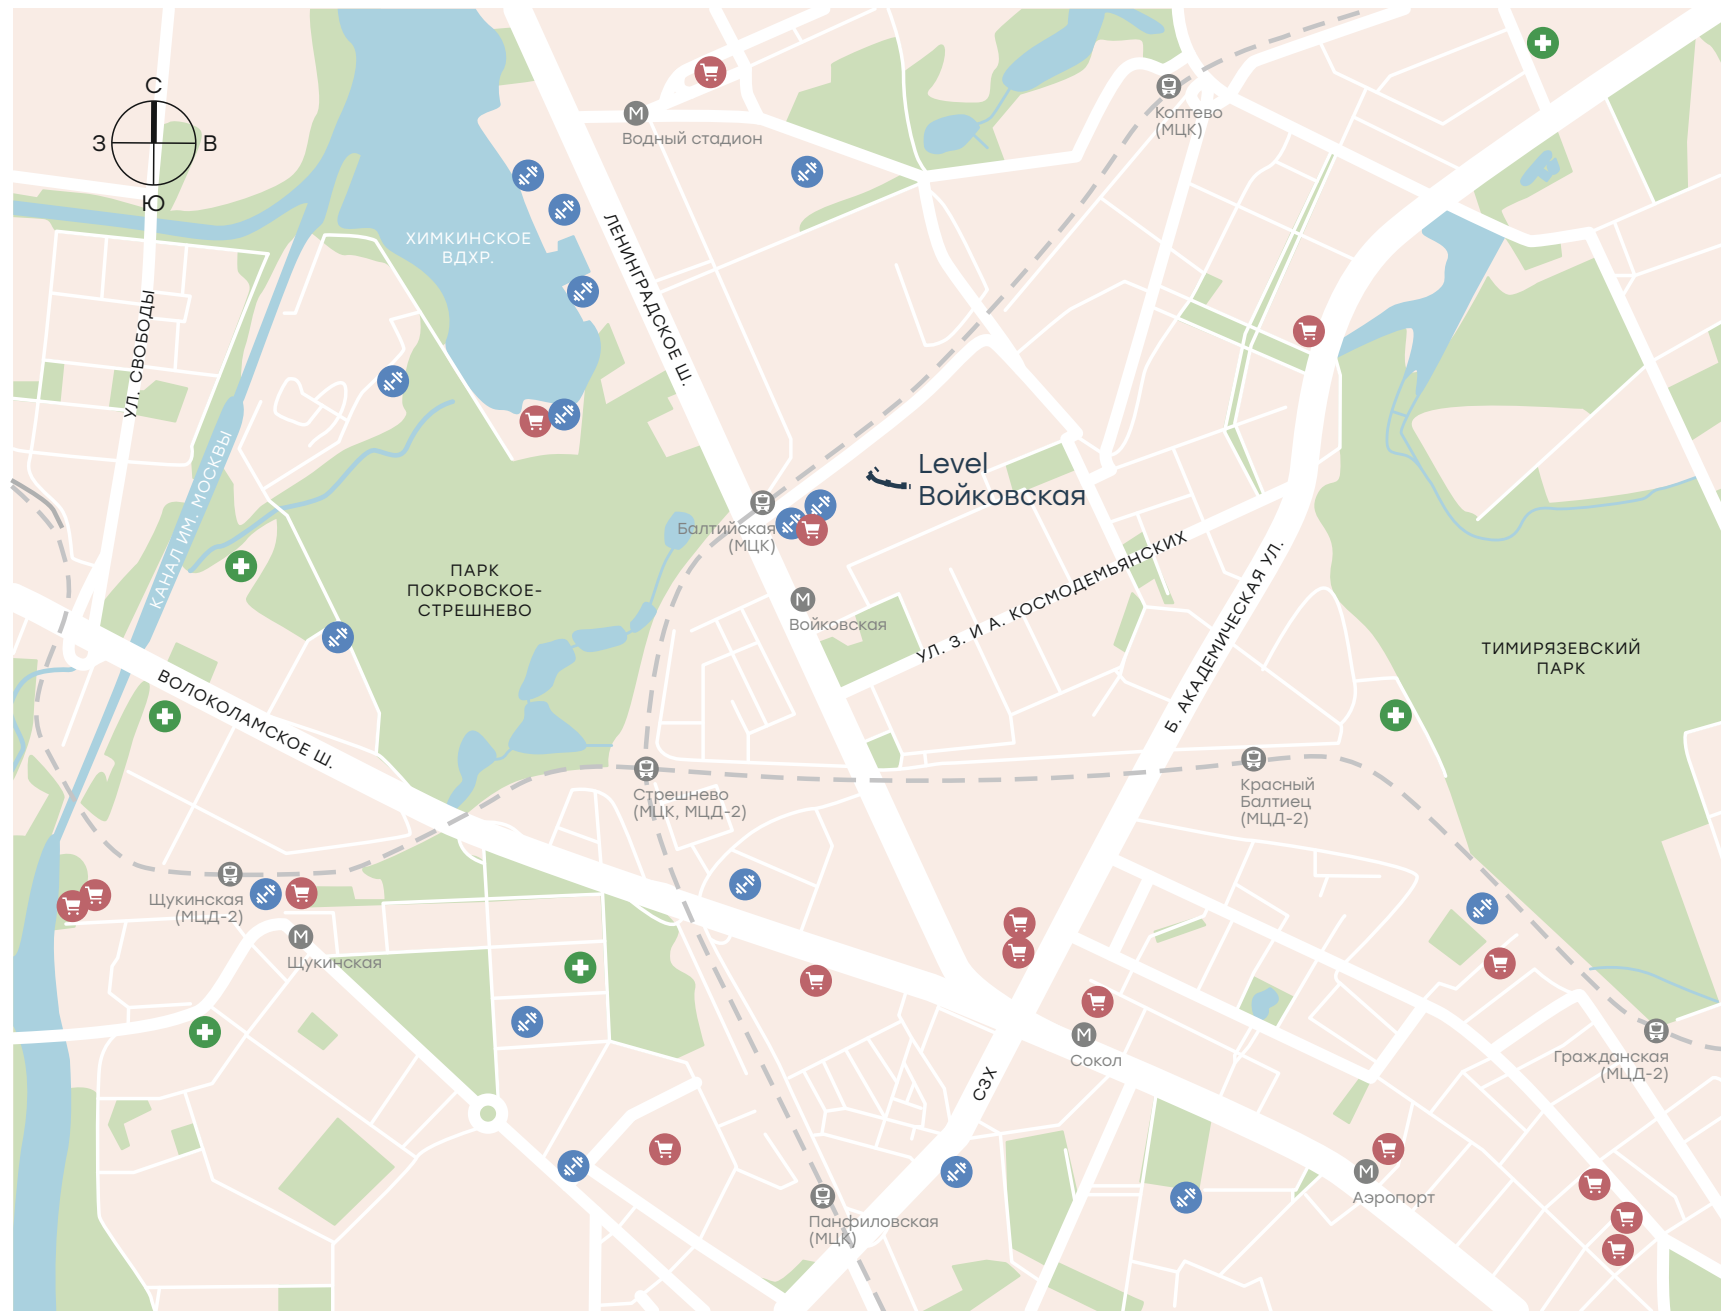 С
З
В
Ю
Водный стадион
Коптево
(МЦК)
ХИМКИНСКОЕ
ВДХР.
ЛЕНИНГРАДСКОЕ Ш.
УЛ. СВОБОДЫ
КАНАЛ ИМ. МОСКВЫ
Level
Войковская
Балтийская
(МЦК)
ПАРК
ПОКРОВСКОЕ-
СТРЕШНЕВО
Войковская
УЛ. З. И А. КОСМОДЕМЬЯНСКИХ
Б. АКАДЕМИЧЕСКАЯ УЛ.
ТИМИРЯЗЕВСКИЙ
ПАРК
ВОЛОКОЛАМСКОЕ Ш.
Стрешнево
(МЦК, МЦД-2)
Красный
Балтиец
(МЦД-2)
Щукинская
(МЦД-2)
Щукинская
Сокол
Гражданская
(МЦД-2)
СЗХ
Аэропорт
Панфиловская
(МЦК)